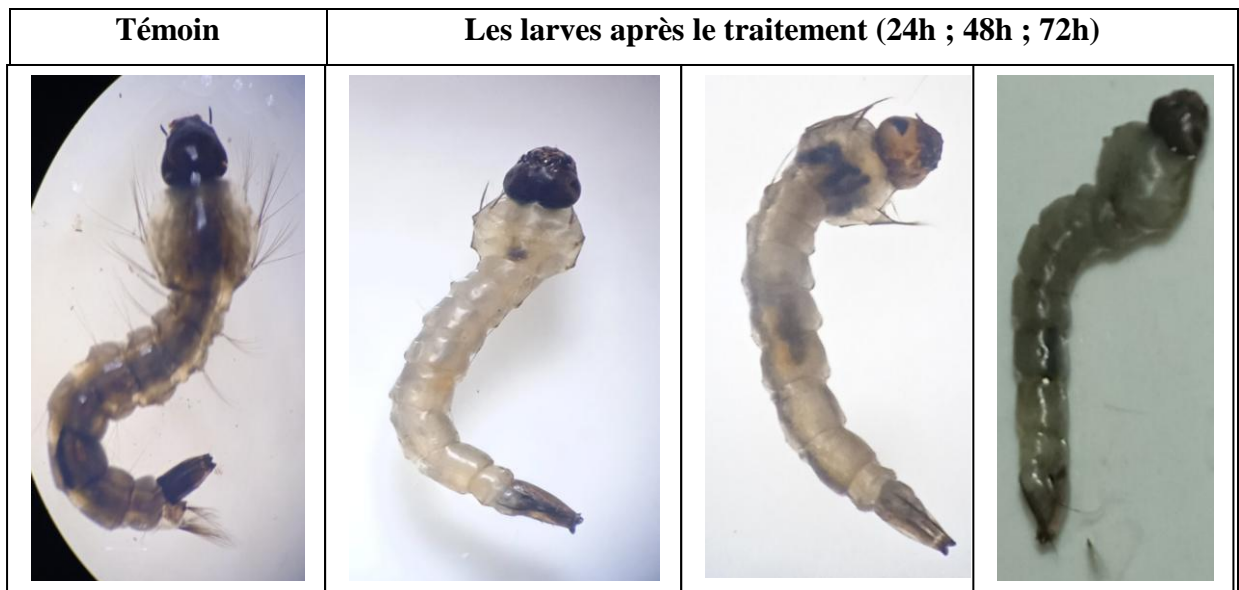 Témoin
Les larves après le traitement (24h ; 48h ; 72h)